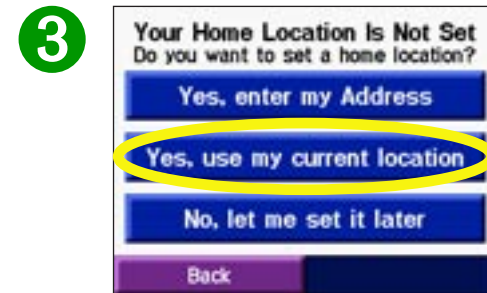 3
Your Home Location Is Not Set
Do you want to set a home location?
Yes, enter my Address
Yes, use my current location
No, let me set it later
Back